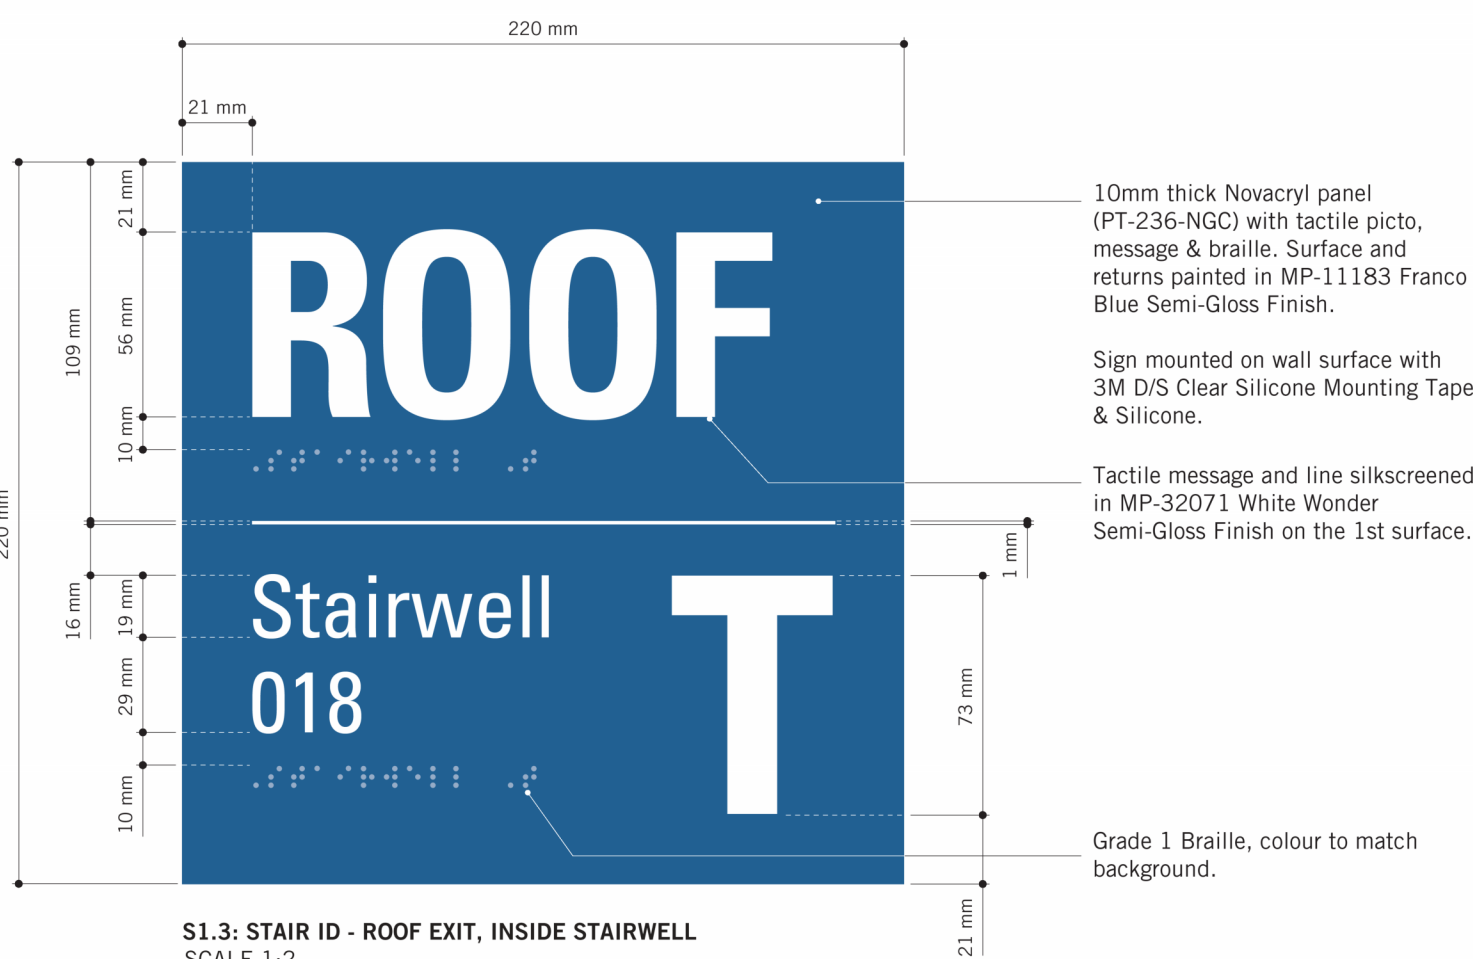 220 mm
21 mm
10mm thick Novacryl panel
(PT-236-NGC) with tactile picto,
message & braille. Surface and
returns painted in MP-11183 Franco
Blue Semi-Gloss Finish.
21 mm
56 mm
109 mm
10 mm
ROOF
Sign mounted on wall surface with
3M D/S Clear Silicone Mounting Tape
& Silicone.
Tactile message and line silkscreened
in MP-32071 White Wonder
Semi-Gloss Finish on the 1st surface.
220 mm
1 mm
16 mm
19 mm
29 mm
10 mm
Stairwell
018
T
73 mm
21 mm
Grade 1 Braille, colour to match
background.
S1.3: STAIR ID - ROOF EXIT, INSIDE STAIRWELL
SCALE 1:2